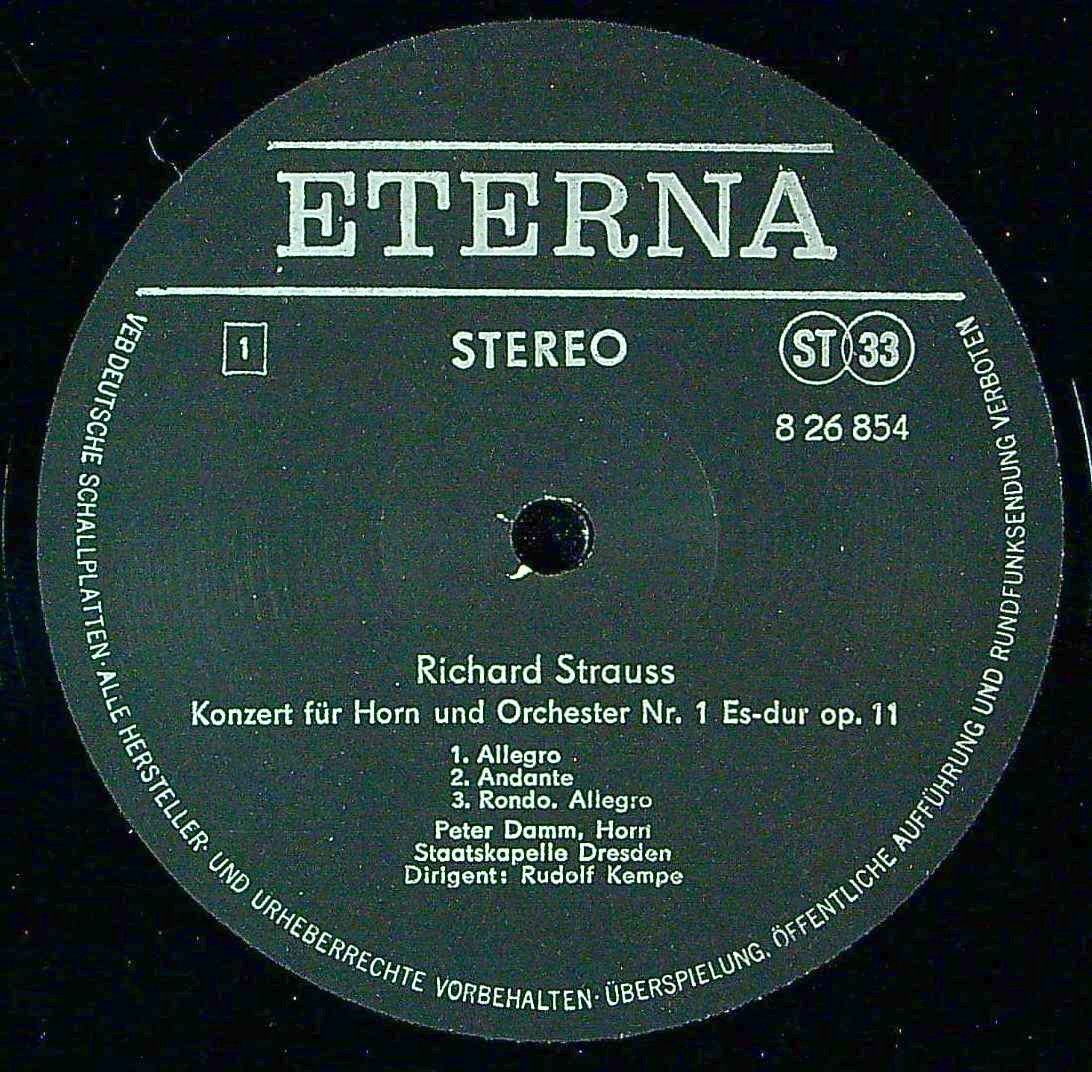 ETERNA
1
STEREO
ST 33
8 26 854
Richard Strauss
Konzert für Horn und Orchester Nr. 1 Es-dur op. 11
1. Allegro
2. Andante
3. Rondo. Allegro
Peter Damm, Horn
Staatskapelle Dresden
Dirigent: Rudolf Kempe
VEB DEUTSCHE SCHALLPLATTEN · ALLE HERSTELLER- UND URHEBERRECHTE VORBEHALTEN · ÜBERSPIELUNG, ÖFFENTLICHE AUFFÜHRUNG UND RUNDFUNKSENDUNG VERBOTEN